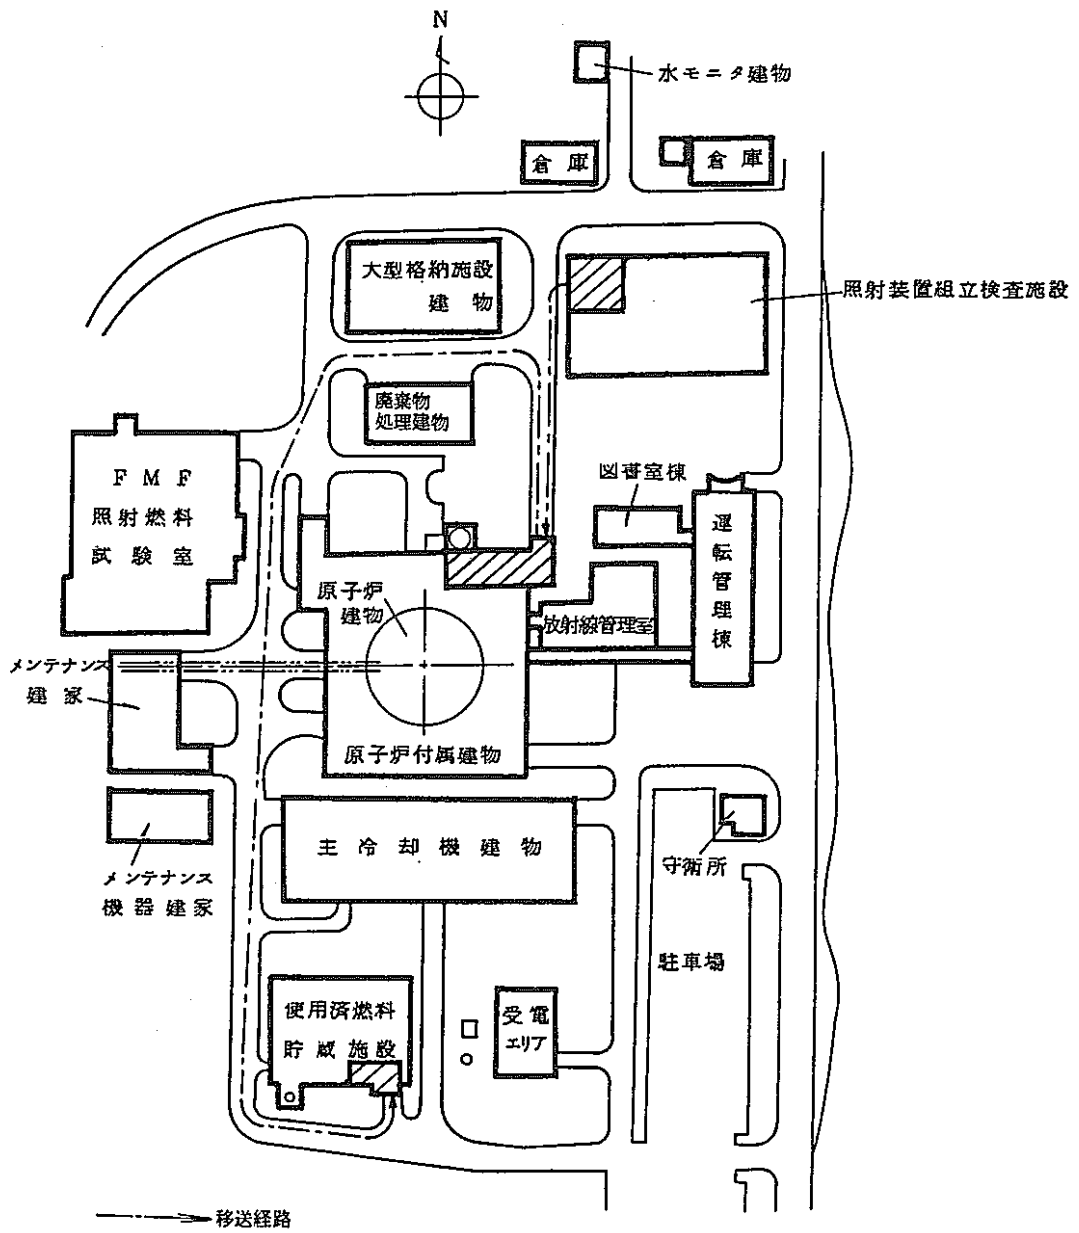 N
水モニタ建物
倉庫
倉庫
大型格納施設
建物
照射装置組立検査施設
廃棄物
処理建物
FMF
照射燃料
試験室
図書室棟
運転管理棟
原子炉
建物
放射線管理室
メンテナンス
建家
原子炉付属建物
主冷却機建物
守衛所
メンテナンス
機器建家
駐車場
使用済燃料
貯蔵施設
受電
エリア
移送経路